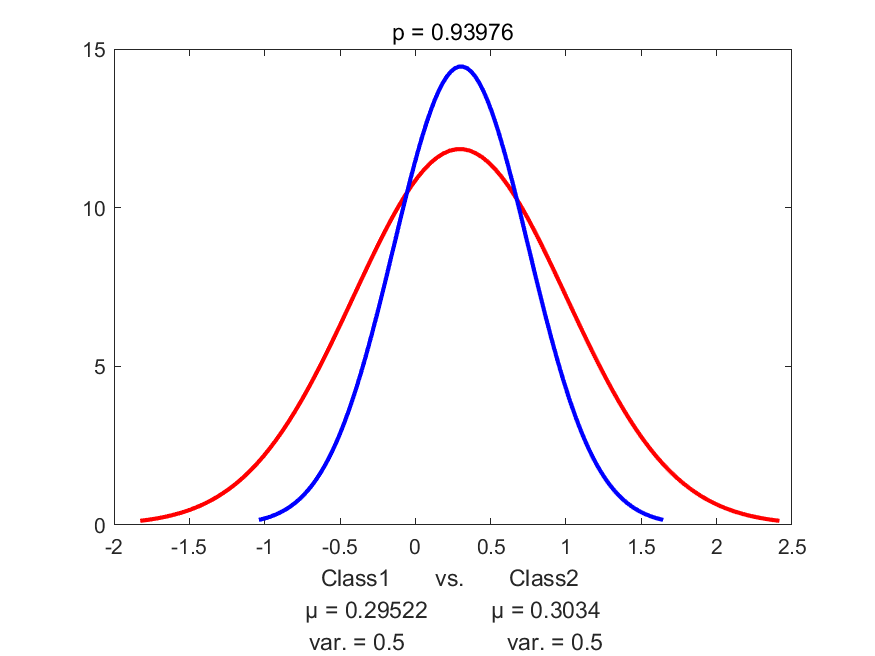 p = 0.93976
15
10
5
0
-2 -1.5 -1 -0.5 0 0.5 1 1.5 2 2.5
Class1 vs. Class2
μ = 0.29522 μ = 0.3034
var. = 0.5 var. = 0.5